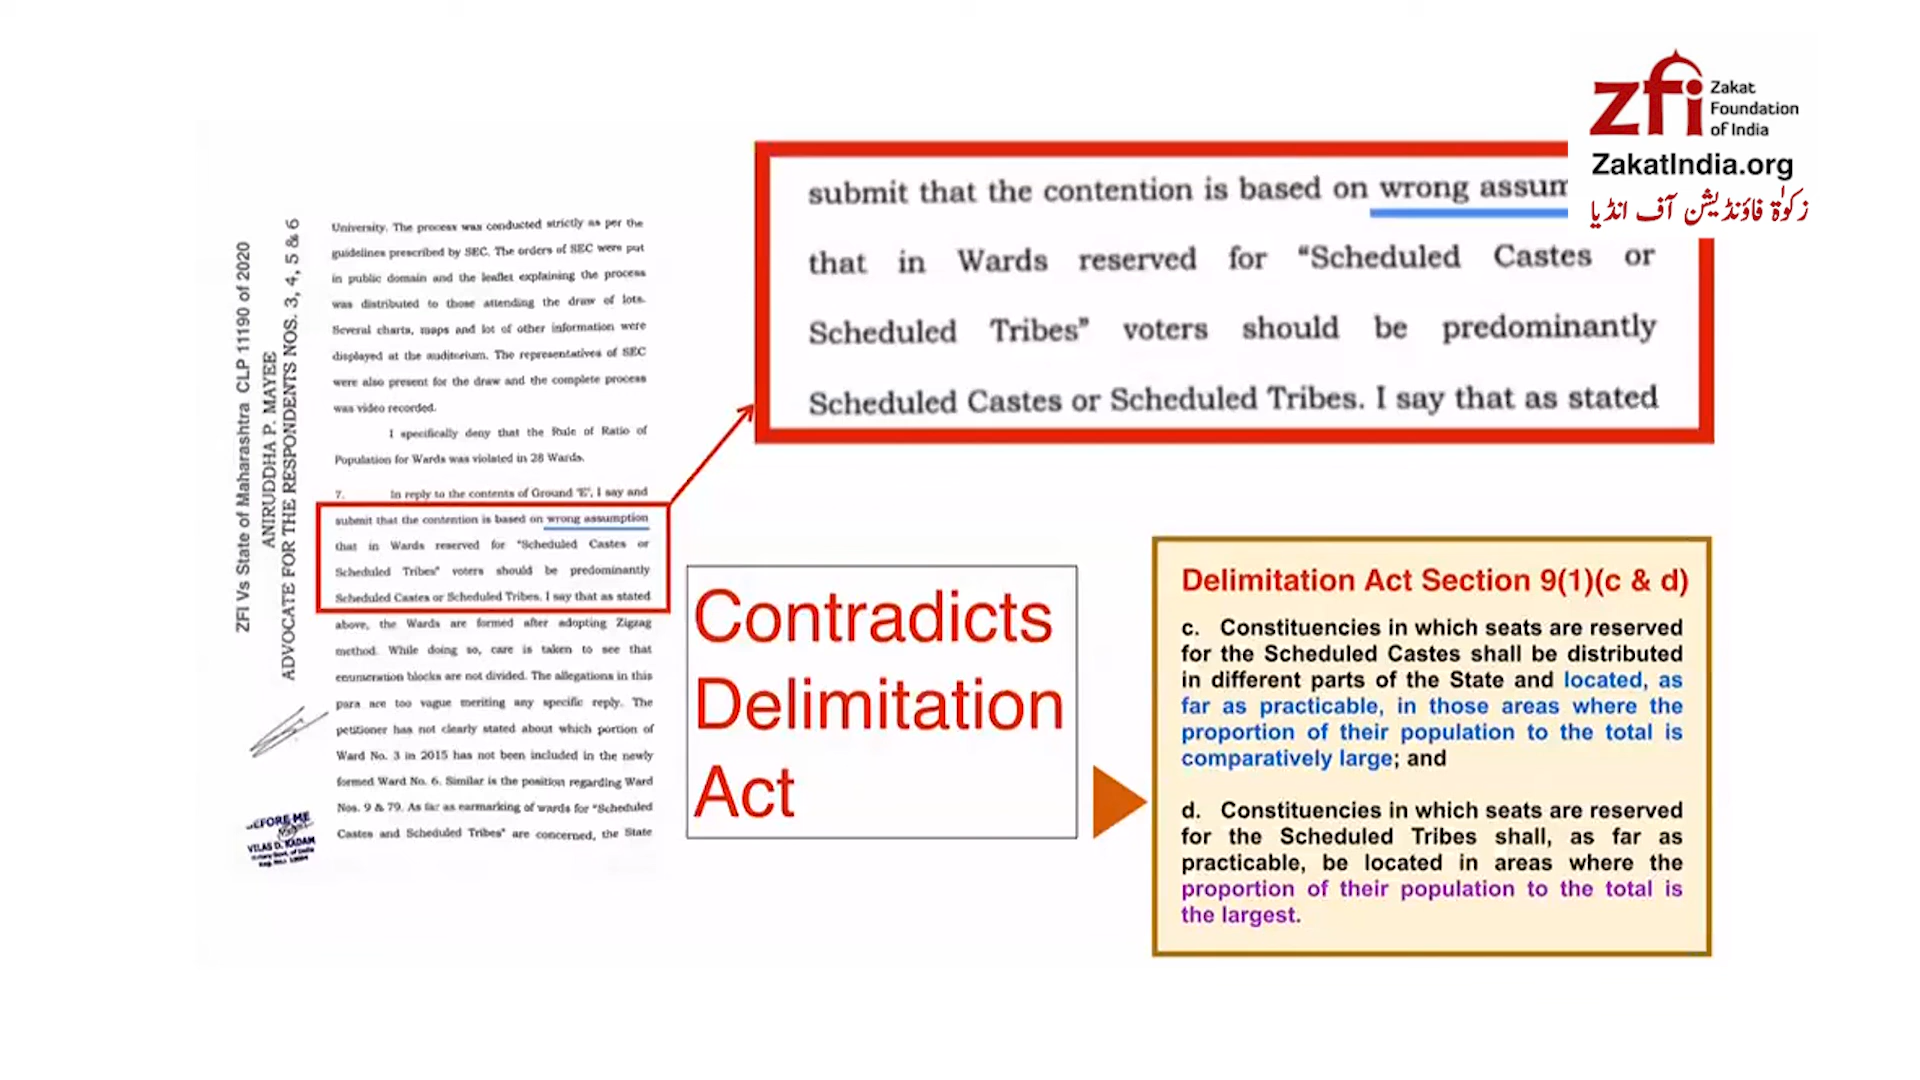 zfi
Zakat
Foundation
of India
ZakatIndia.org
زکوٰۃ فاؤنڈیشن آف انڈیا
ZFI Vs State of Maharashtra CLP 11190 of 2020
ANIRUDDHA P. MAYEE
ADVOCATE FOR THE RESPONDENTS NOS. 3, 4, 5 & 6
University. The process was conducted strictly as per the
guidelines prescribed by SEC. The orders of SEC were put
in public domain and the leaflet explaining the process
was distributed to those attending the draw of lots.
Several charts, maps and lot of other information were
displayed at the auditorium. The representatives of SEC
were also present for the draw and the complete process
was video recorded.
I specifically deny that the Rule of Ratio of
Population for Wards was violated in 28 Wards.
7. In reply to the contents of Ground 'E', I say and
submit that the contention is based on wrong assumption
that in Wards reserved for "Scheduled Castes or
Scheduled Tribes" voters should be predominantly
Scheduled Castes or Scheduled Tribes. I say that as stated
above, the Wards are formed after adopting Zigzag
method. While doing so, care is taken to see that
enumeration blocks are not divided. The allegations in this
para are too vague meriting any specific reply. The
petitioner has not clearly stated about which portion of
Ward No. 3 in 2015 has not been included in the newly
formed Ward No. 6. Similar is the position regarding Ward
Nos. 9 & 79. As far as earmarking of wards for "Scheduled
Castes and Scheduled Tribes" are concerned, the State
BEFORE ME
VILAS D. KADAM
submit that the contention is based on wrong assum
that in Wards reserved for "Scheduled Castes or
Scheduled Tribes" voters should be predominantly
Scheduled Castes or Scheduled Tribes. I say that as stated
Contradicts
Delimitation
Act
Delimitation Act Section 9(1)(c & d)
c. Constituencies in which seats are reserved
for the Scheduled Castes shall be distributed
in different parts of the State and located, as
far as practicable, in those areas where the
proportion of their population to the total is
comparatively large; and
d. Constituencies in which seats are reserved
for the Scheduled Tribes shall, as far as
practicable, be located in areas where the
proportion of their population to the total is
the largest.